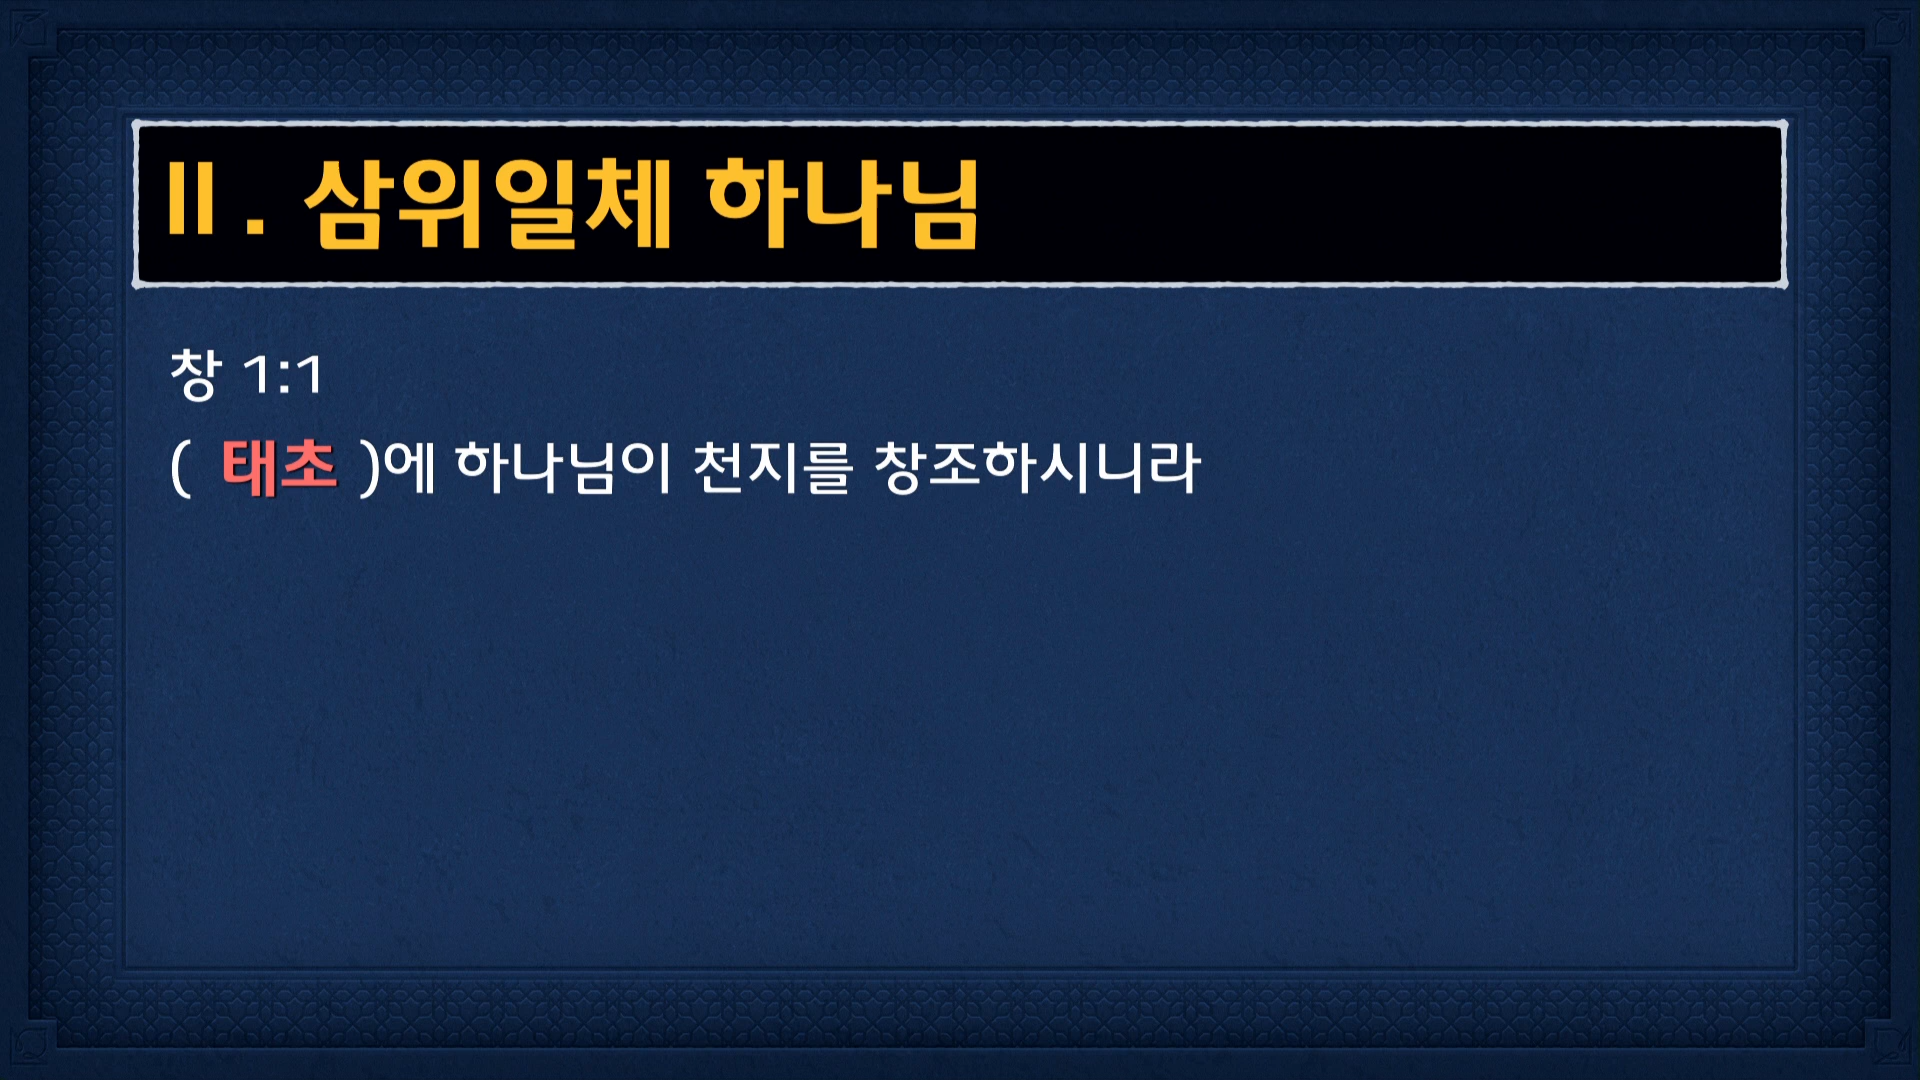 II . 삼위일체 하나님
창 1:1
( 태초 )에 하나님이 천지를 창조하시니라